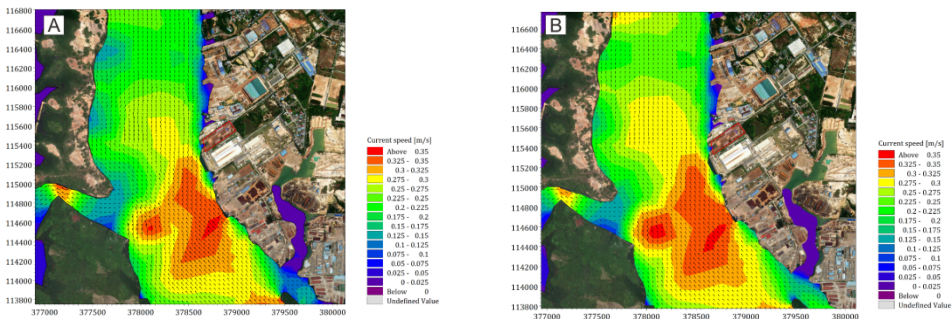 A
116800
116600
116400
116200
116000
115800
115600
115400
115200
115000
114800
114600
114400
114200
114000
113800
377000 377500 378000 378500 379000 379500 380000
Current speed [m/s]
Above 0.35
0.325 - 0.35
0.3 - 0.325
0.275 - 0.3
0.25 - 0.275
0.225 - 0.25
0.2 - 0.225
0.175 - 0.2
0.15 - 0.175
0.125 - 0.15
0.1 - 0.125
0.075 - 0.1
0.05 - 0.075
0.025 - 0.05
0 - 0.025
Below 0
Undefined Value
B
116800
116600
116400
116200
116000
115800
115600
115400
115200
115000
114800
114600
114400
114200
114000
113800
377000 377500 378000 378500 379000 379500 380000
Current speed [m/s]
Above 0.35
0.325 - 0.35
0.3 - 0.325
0.275 - 0.3
0.25 - 0.275
0.225 - 0.25
0.2 - 0.225
0.175 - 0.2
0.15 - 0.175
0.125 - 0.15
0.1 - 0.125
0.075 - 0.1
0.05 - 0.075
0.025 - 0.05
0 - 0.025
Below 0
Undefined Value